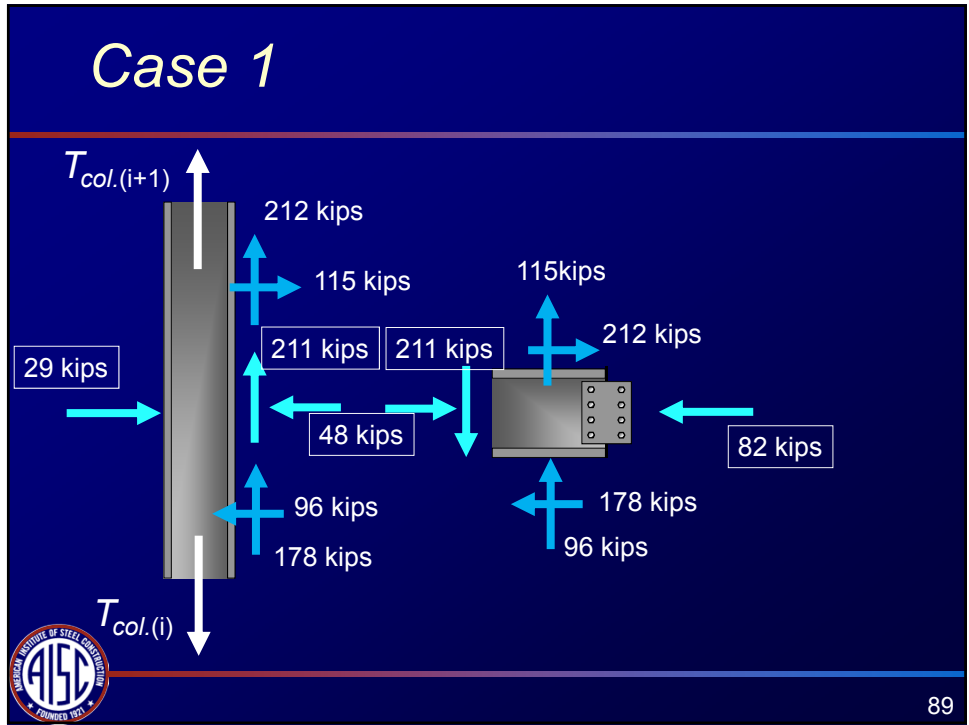 Case 1
Tcol.(i+1)
212 kips
115 kips
115kips
212 kips
211 kips
211 kips
29 kips
48 kips
82 kips
96 kips
178 kips
178 kips
96 kips
Tcol.(i)
AMERICAN INSTITUTE OF STEEL CONSTRUCTION
AISC
FOUNDED 1921
89